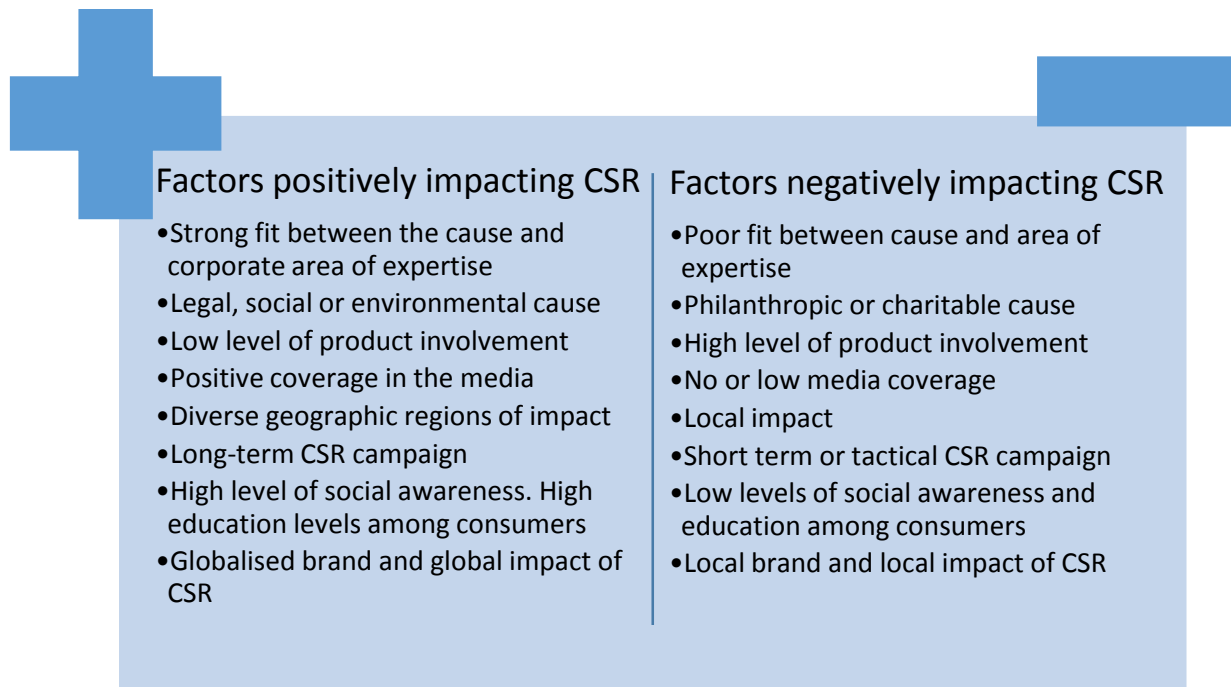 Factors positively impacting CSR
•Strong fit between the cause and
corporate area of expertise
•Legal, social or environmental cause
•Low level of product involvement
•Positive coverage in the media
•Diverse geographic regions of impact
•Long-term CSR campaign
•High level of social awareness. High
education levels among consumers
•Globalised brand and global impact of
CSR
Factors negatively impacting CSR
•Poor fit between cause and area of
expertise
•Philanthropic or charitable cause
•High level of product involvement
•No or low media coverage
•Local impact
•Short term or tactical CSR campaign
•Low levels of social awareness and
education among consumers
•Local brand and local impact of CSR